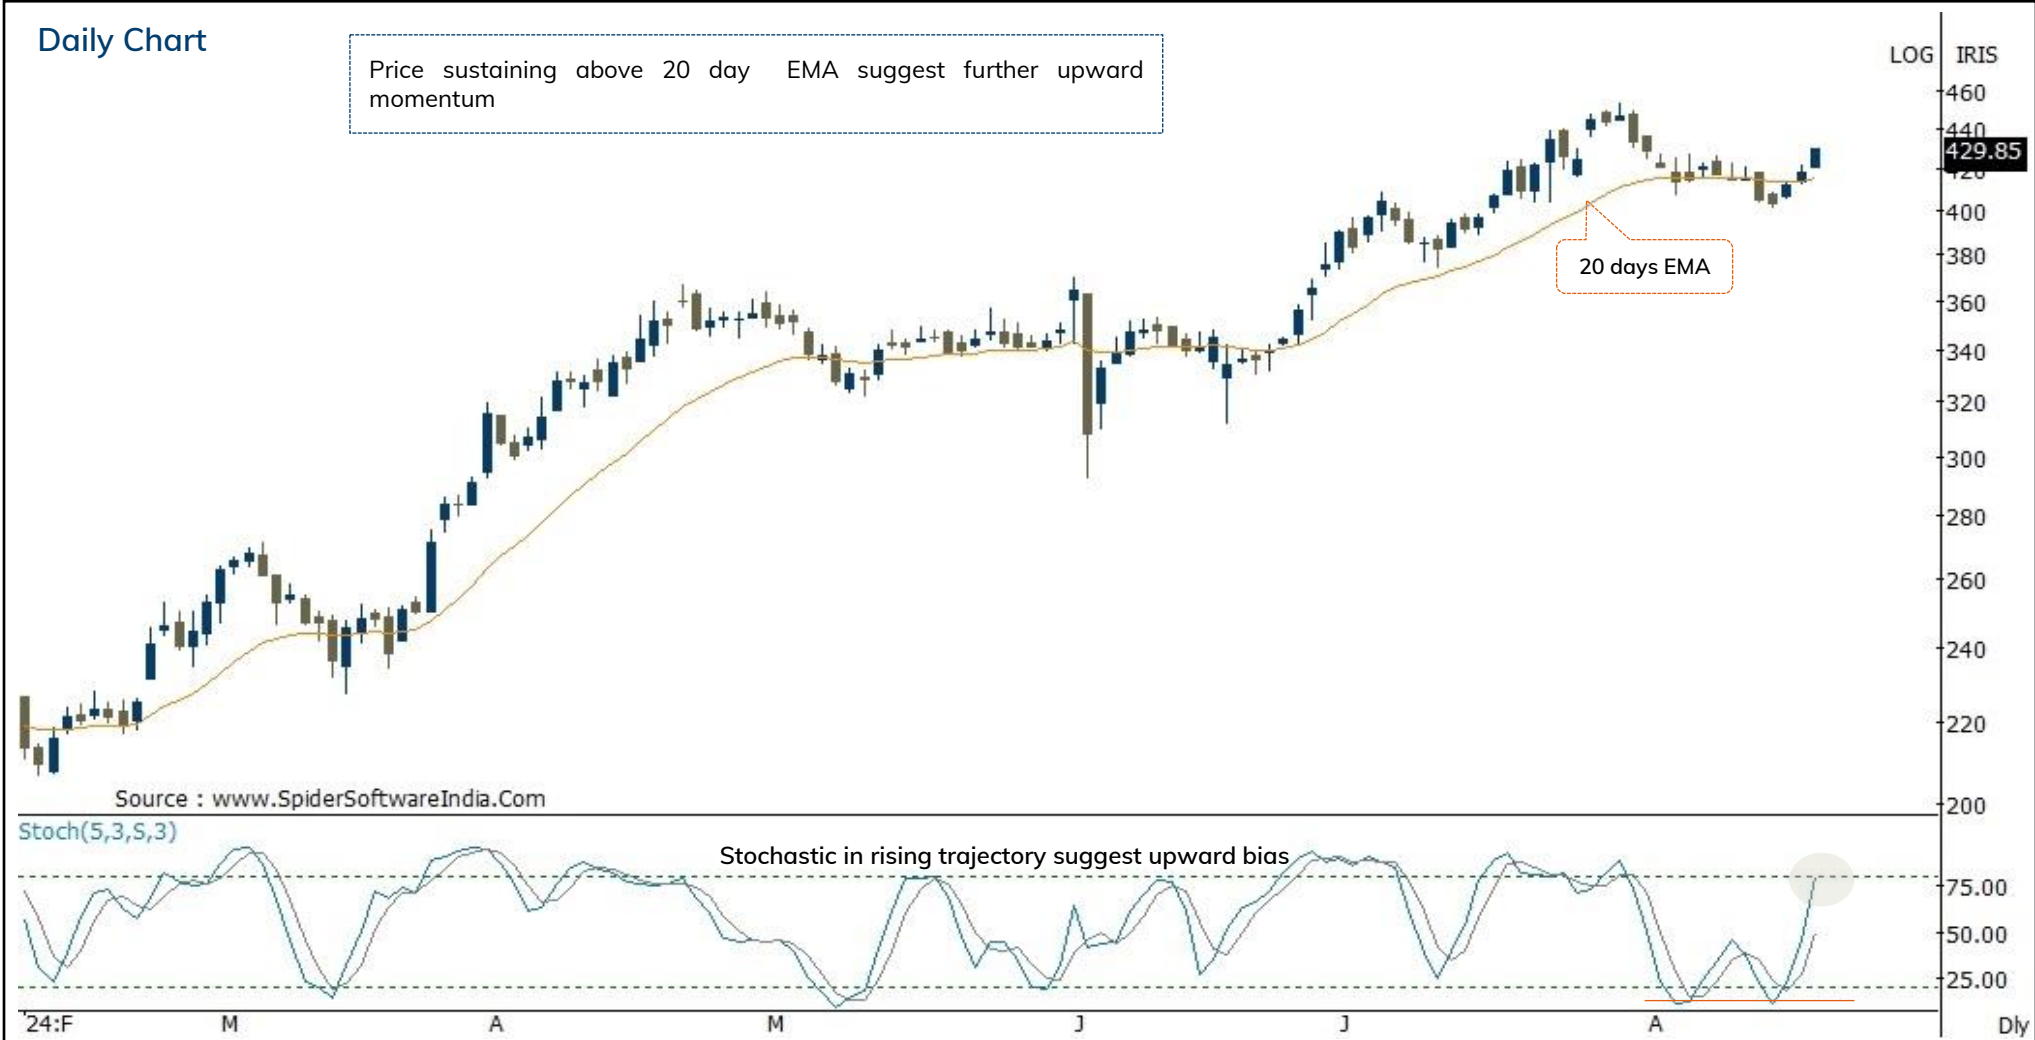 Daily Chart
Price sustaining above 20 day EMA suggest further upward
momentum
LOG IRIS
460
440
429.85
420
400
380
360
340
320
300
280
260
240
220
200
20 days EMA
Source : www.SpiderSoftwareIndia.Com
Stoch(5,3,S,3)
Stochastic in rising trajectory suggest upward bias
75.00
50.00
25.00
'24:F M A M J J A Dly